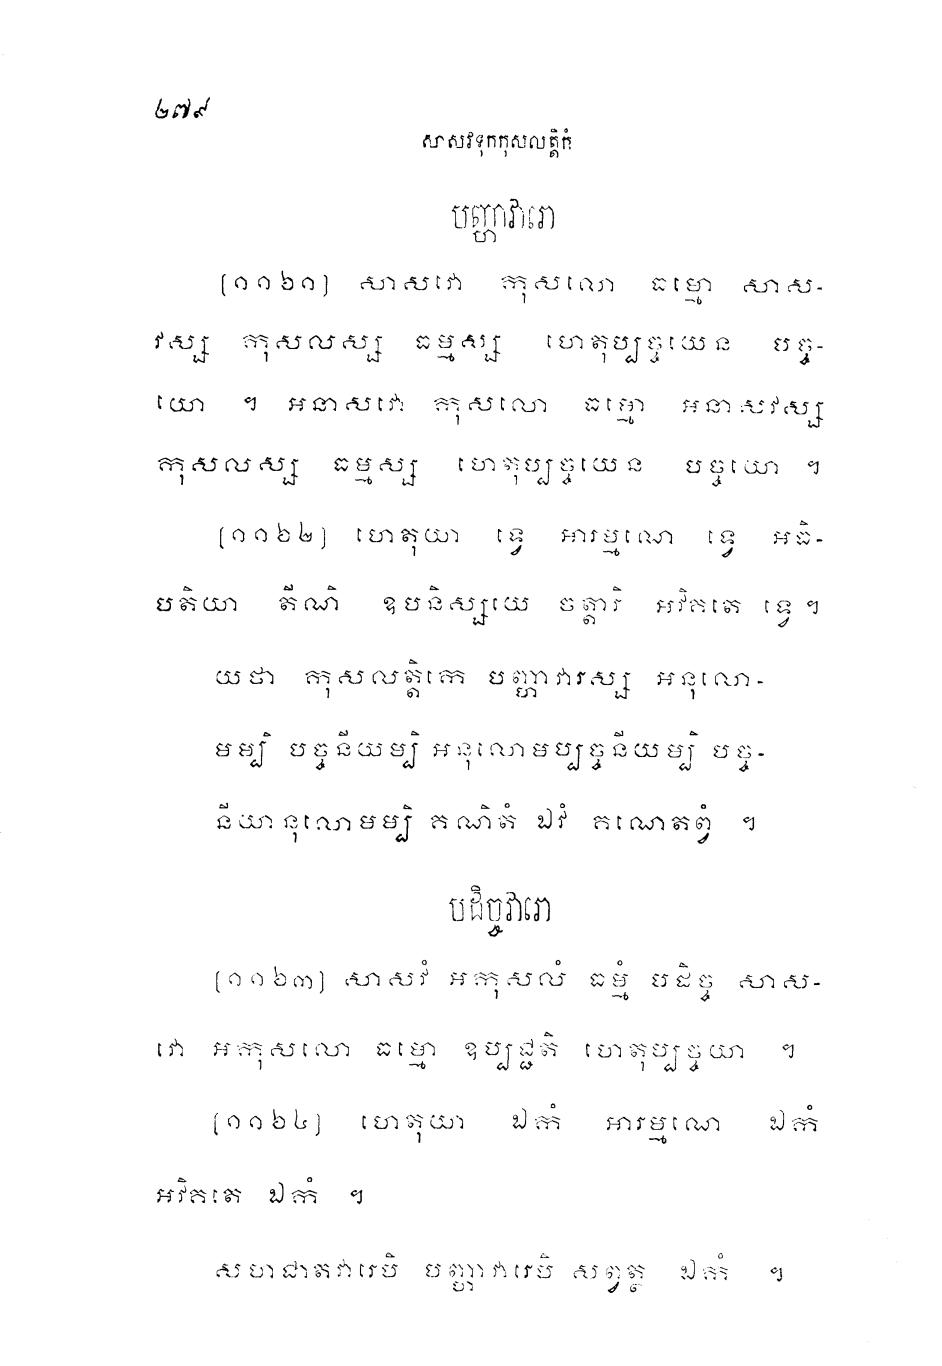 ២៧៩
សាសវទុកកុសលត្តិកំ
បញ្ហាវារោ
[១១៦១] សាសវោ កុសលោ ធម្មោ សាស-
វស្ស កុសលស្ស ធម្មស្ស ហេតុប្បច្ចយេន បច្ច-
យោ ។ អនាសវោ កុសលោ ធម្មោ អនាសវស្ស
កុសលស្ស ធម្មស្ស ហេតុប្បច្ចយេន បច្ចយោ ។
[១១៦២] ហេតុយា ទ្វេ អារម្មណេ ទ្វេ អធិ-
បតិយា តីណិ ឧបនិស្សយេ ចត្តារិ អវិគតេ ទ្វេ។
យថា កុសលត្តិកេ បញ្ហាវារស្ស អនុលោ-
មម្បិ បច្ចនីយម្បិ អនុលោមប្បច្ចនីយម្បិ បច្ច-
នីយានុលោមម្បិ គណិតំ ឯវំ គណេតព្វំ ។
បដិច្ចវារោ
[១១៦៣] សាសវំ អកុសលំ ធម្មំ បដិច្ច សាស-
វោ អកុសលោ ធម្មោ ឧប្បជ្ជតិ ហេតុប្បច្ចយា ។
[១១៦៤] ហេតុយា ឯកំ អារម្មណេ ឯកំ
អវិគតេ ឯកំ ។
សហជាតវារេបិ បញ្ហាវារេបិ សព្វត្ថ ឯកំ ។